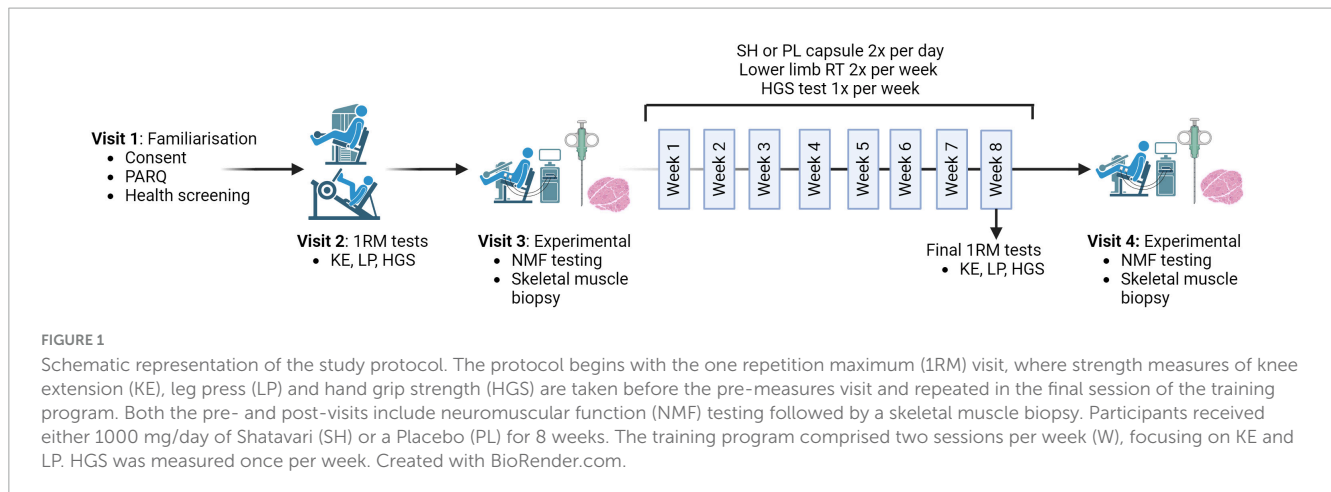 SH or PL capsule 2x per day
Lower limb RT 2x per week
HGS test 1x per week
Visit 1: Familiarisation
• Consent
• PARQ
• Health screening
Visit 2: 1RM tests
• KE, LP, HGS
Visit 3: Experimental
• NMF testing
• Skeletal muscle
biopsy
Week 1
Week 2
Week 3
Week 4
Week 5
Week 6
Week 7
Week 8
Final 1RM tests
• KE, LP, HGS
Visit 4: Experimental
• NMF testing
• Skeletal muscle
biopsy
FIGURE 1
Schematic representation of the study protocol. The protocol begins with the one repetition maximum (1RM) visit, where strength measures of knee
extension (KE), leg press (LP) and hand grip strength (HGS) are taken before the pre-measures visit and repeated in the final session of the training
program. Both the pre- and post-visits include neuromuscular function (NMF) testing followed by a skeletal muscle biopsy. Participants received
either 1000 mg/day of Shatavari (SH) or a Placebo (PL) for 8 weeks. The training program comprised two sessions per week (W), focusing on KE and
LP. HGS was measured once per week. Created with BioRender.com.